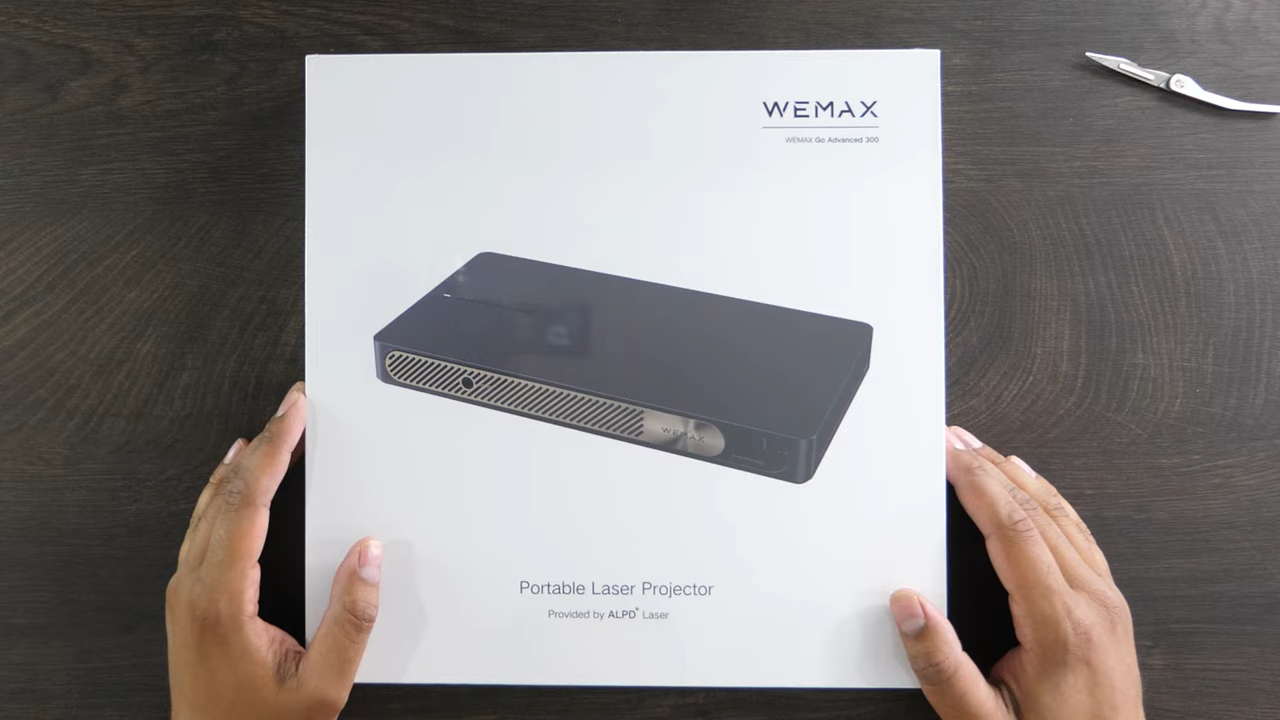 WEMAX
WEMAX Go Advanced 300
WEMAX
Portable Laser Projector
Provided by ALPD® Laser